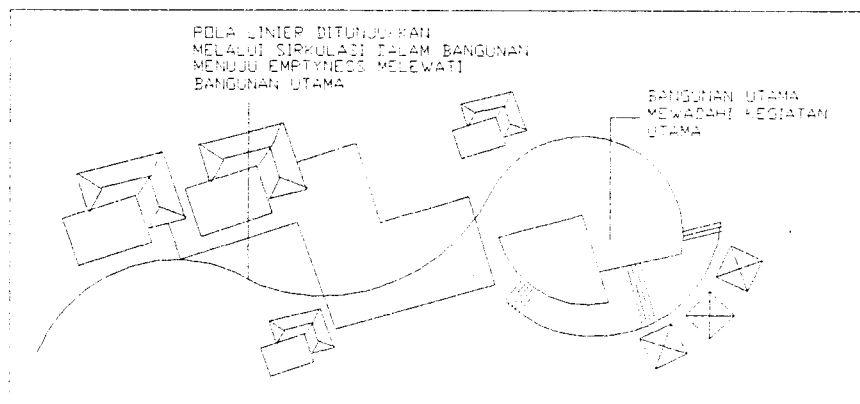 POLA LINIER DITUNJUKKAN
MELALUI SIRKULASI DALAM BANGUNAN
MENUJU EMPTYNESS MELEWATI
BANGUNAN UTAMA
BANGUNAN UTAMA
MEWADAHI KEGIATAN
UTAMA